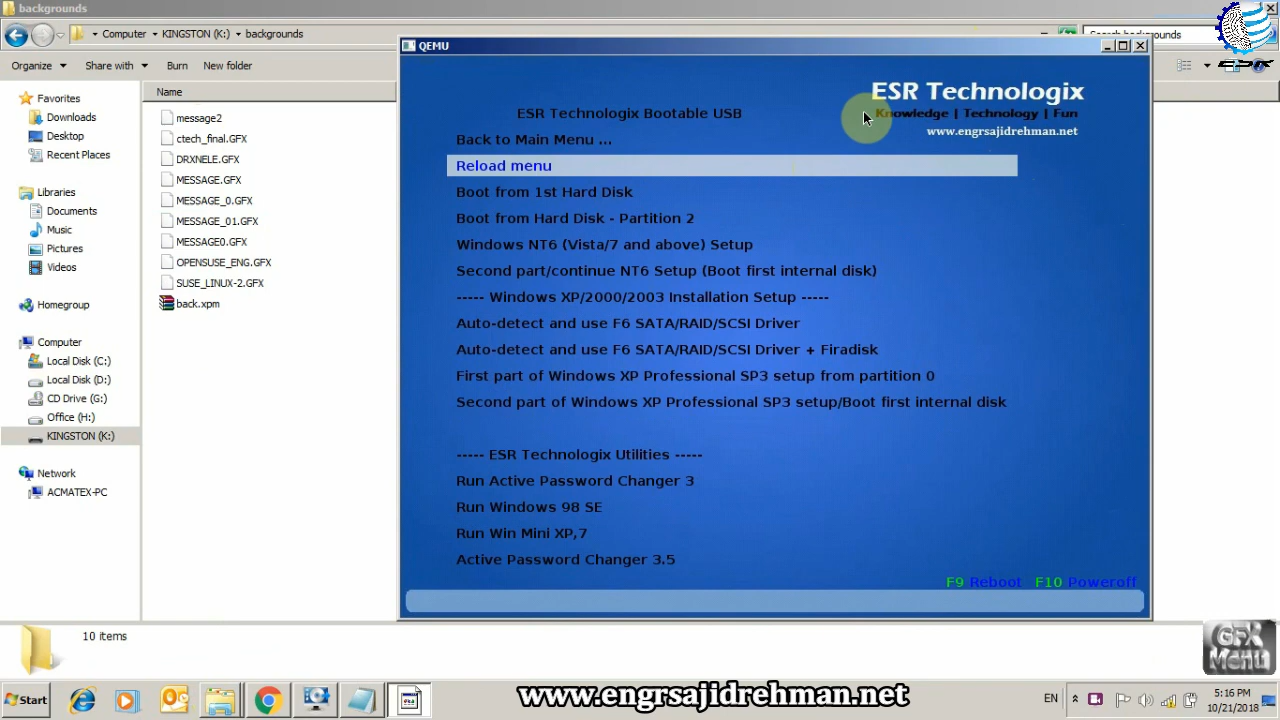 backgrounds
Computer KINGSTON (K:) backgrounds
Search backgrounds
Organize Share with Burn New folder
Favorites
Downloads
Desktop
Recent Places
Libraries
Documents
Music
Pictures
Videos
Homegroup
Computer
Local Disk (C:)
Local Disk (D:)
CD Drive (G:)
Office (H:)
KINGSTON (K:)
Network
ACMATEX-PC
Name
message2
ctech_final.GFX
DRXNELE.GFX
MESSAGE.GFX
MESSAGE_0.GFX
MESSAGE_01.GFX
MESSAGE0.GFX
OPENSUSE_ENG.GFX
SUSE_LINUX-2.GFX
back.xpm
QEMU
ESR Technologix
Knowledge | Technology | Fun
www.engrsajidrehman.net
ESR Technologix Bootable USB
Back to Main Menu ...
Reload menu
Boot from 1st Hard Disk
Boot from Hard Disk - Partition 2
Windows NT6 (Vista/7 and above) Setup
Second part/continue NT6 Setup (Boot first internal disk)
----- Windows XP/2000/2003 Installation Setup -----
Auto-detect and use F6 SATA/RAID/SCSI Driver
Auto-detect and use F6 SATA/RAID/SCSI Driver + Firadisk
First part of Windows XP Professional SP3 setup from partition 0
Second part of Windows XP Professional SP3 setup/Boot first internal disk
----- ESR Technologix Utilities -----
Run Active Password Changer 3
Run Windows 98 SE
Run Win Mini XP,7
Active Password Changer 3.5
F9 Reboot F10 Poweroff
10 items
GFX
Menu
Start
www.engrsajidrehman.net
EN
5:16 PM
10/21/2018